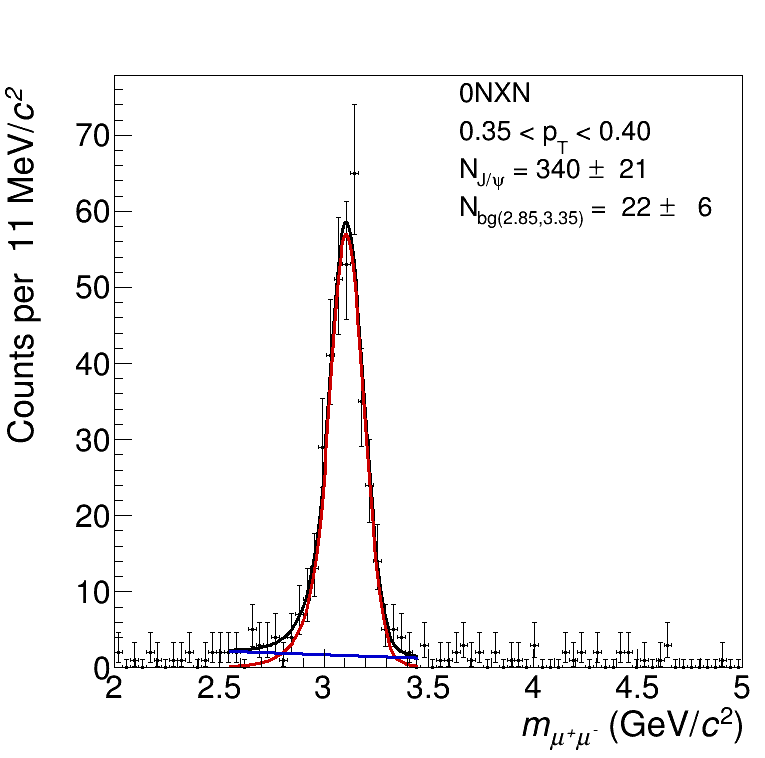 Counts per 11 MeV/c²
70
60
50
40
30
20
10
0
0NXN
0.35 < p_T < 0.40
N_J/ψ = 340 ± 21
N_bg(2.85,3.35) = 22 ± 6
2 2.5 3 3.5 4 4.5 5
m_μ⁺μ⁻ (GeV/c²)